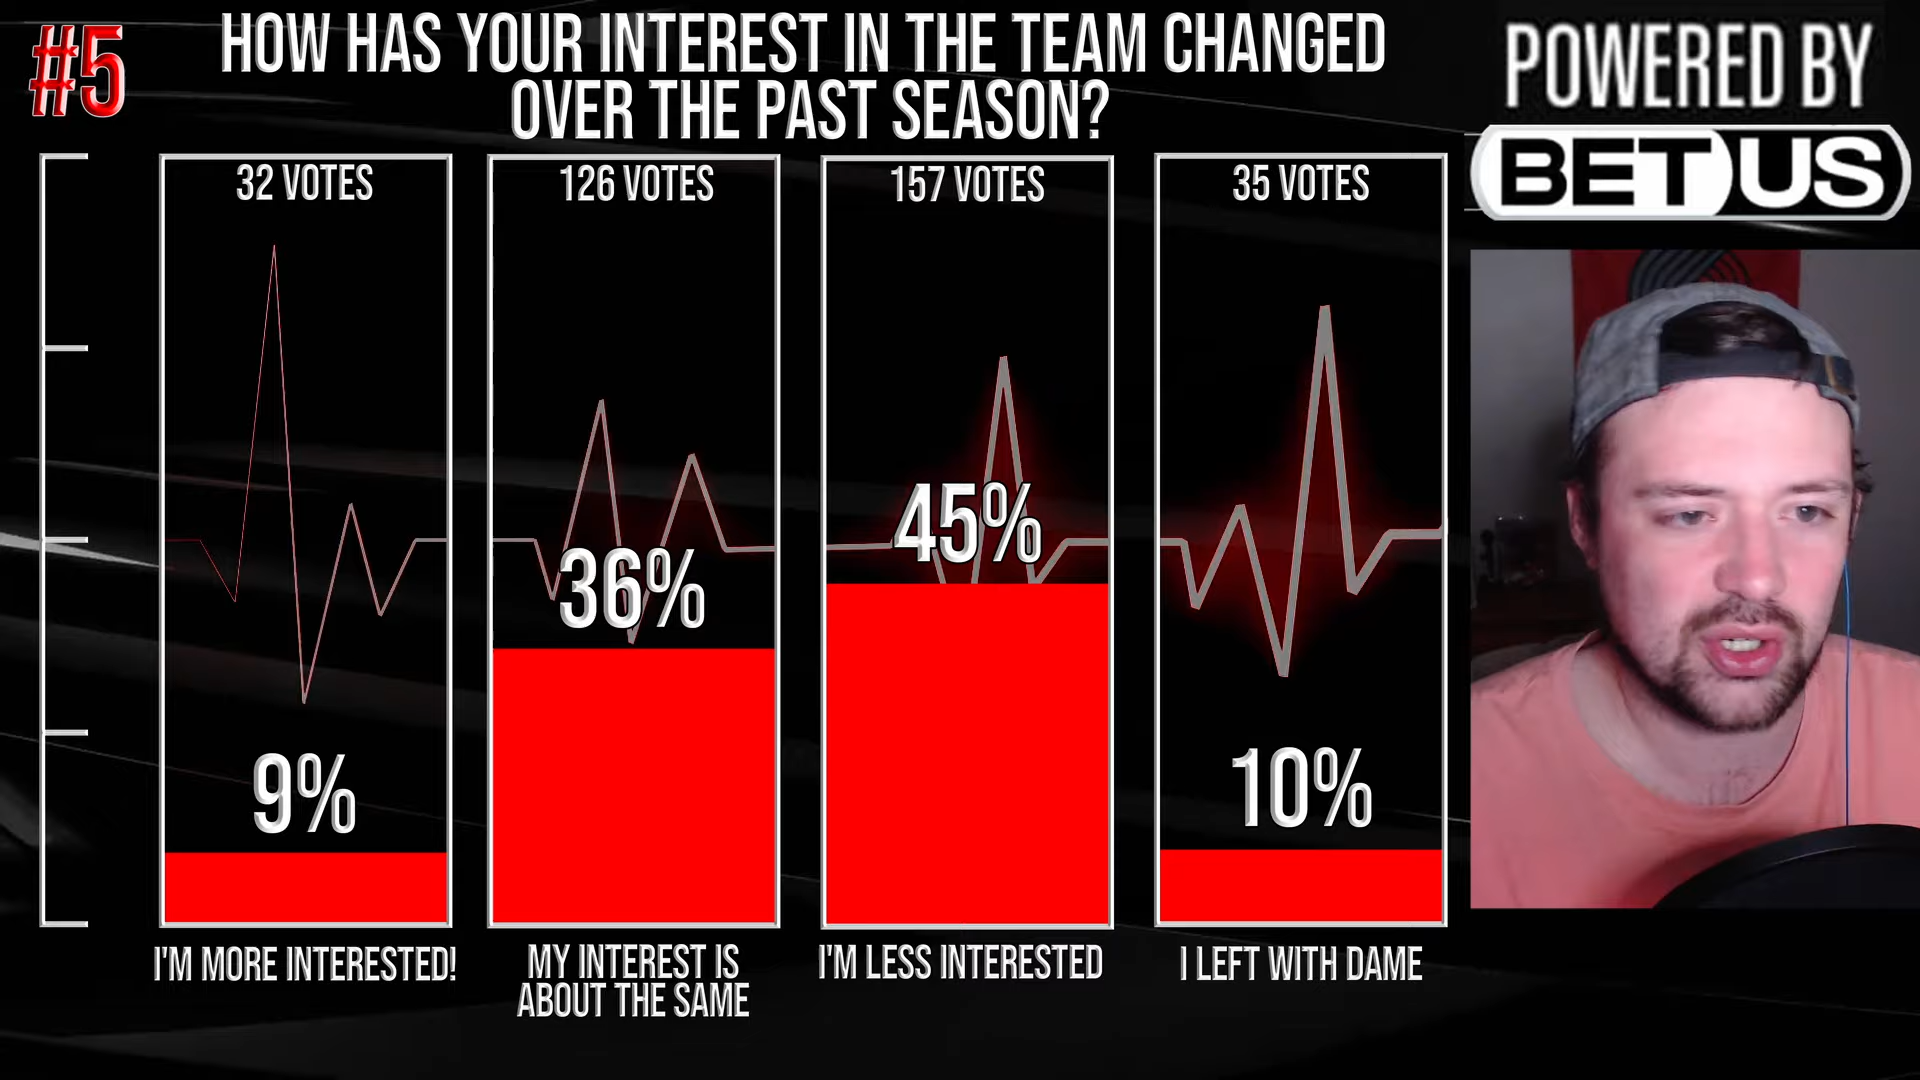 #5
HOW HAS YOUR INTEREST IN THE TEAM CHANGED
OVER THE PAST SEASON?
POWERED BY
BETUS
32 VOTES
126 VOTES
157 VOTES
35 VOTES
9%
36%
45%
10%
I'M MORE INTERESTED!
MY INTEREST IS
ABOUT THE SAME
I'M LESS INTERESTED
I LEFT WITH DAME